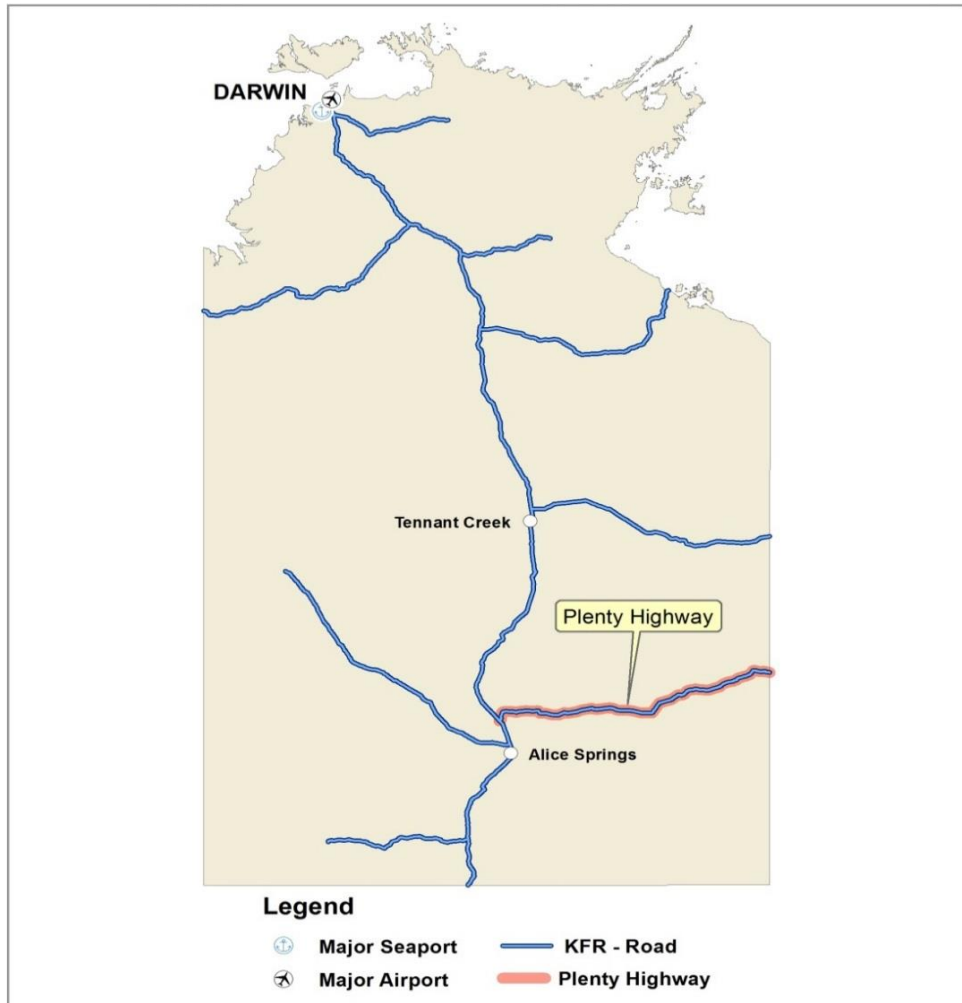 DARWIN
Tennant Creek
Plenty Highway
Alice Springs
Legend
Major Seaport
KFR - Road
Major Airport
Plenty Highway